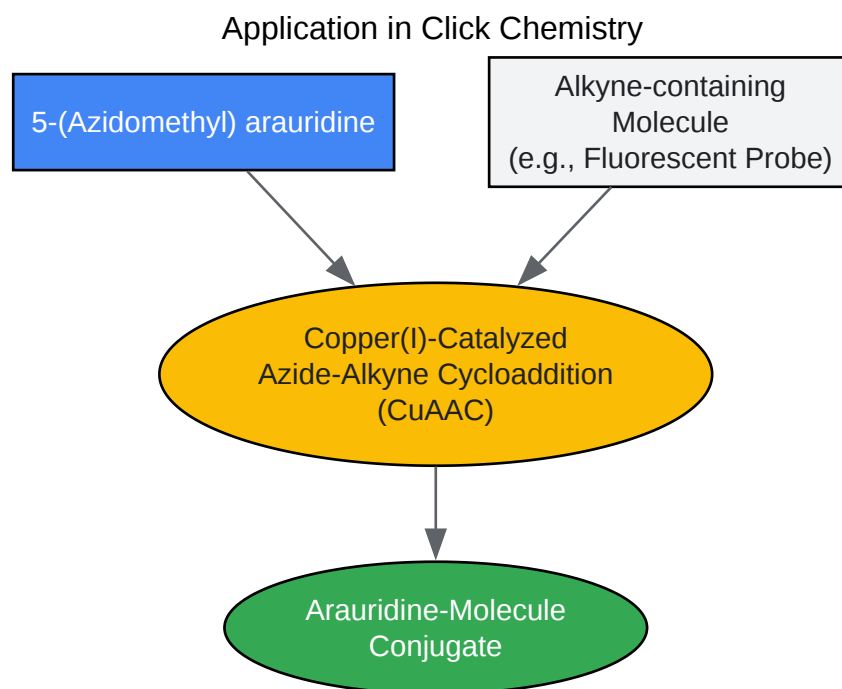 Application in Click Chemistry
5-(Azidomethyl) arauridine
Alkyne-containing
Molecule
(e.g., Fluorescent Probe)
Copper(I)-Catalyzed
Azide-Alkyne Cycloaddition
(CuAAC)
Arauridine-Molecule
Conjugate